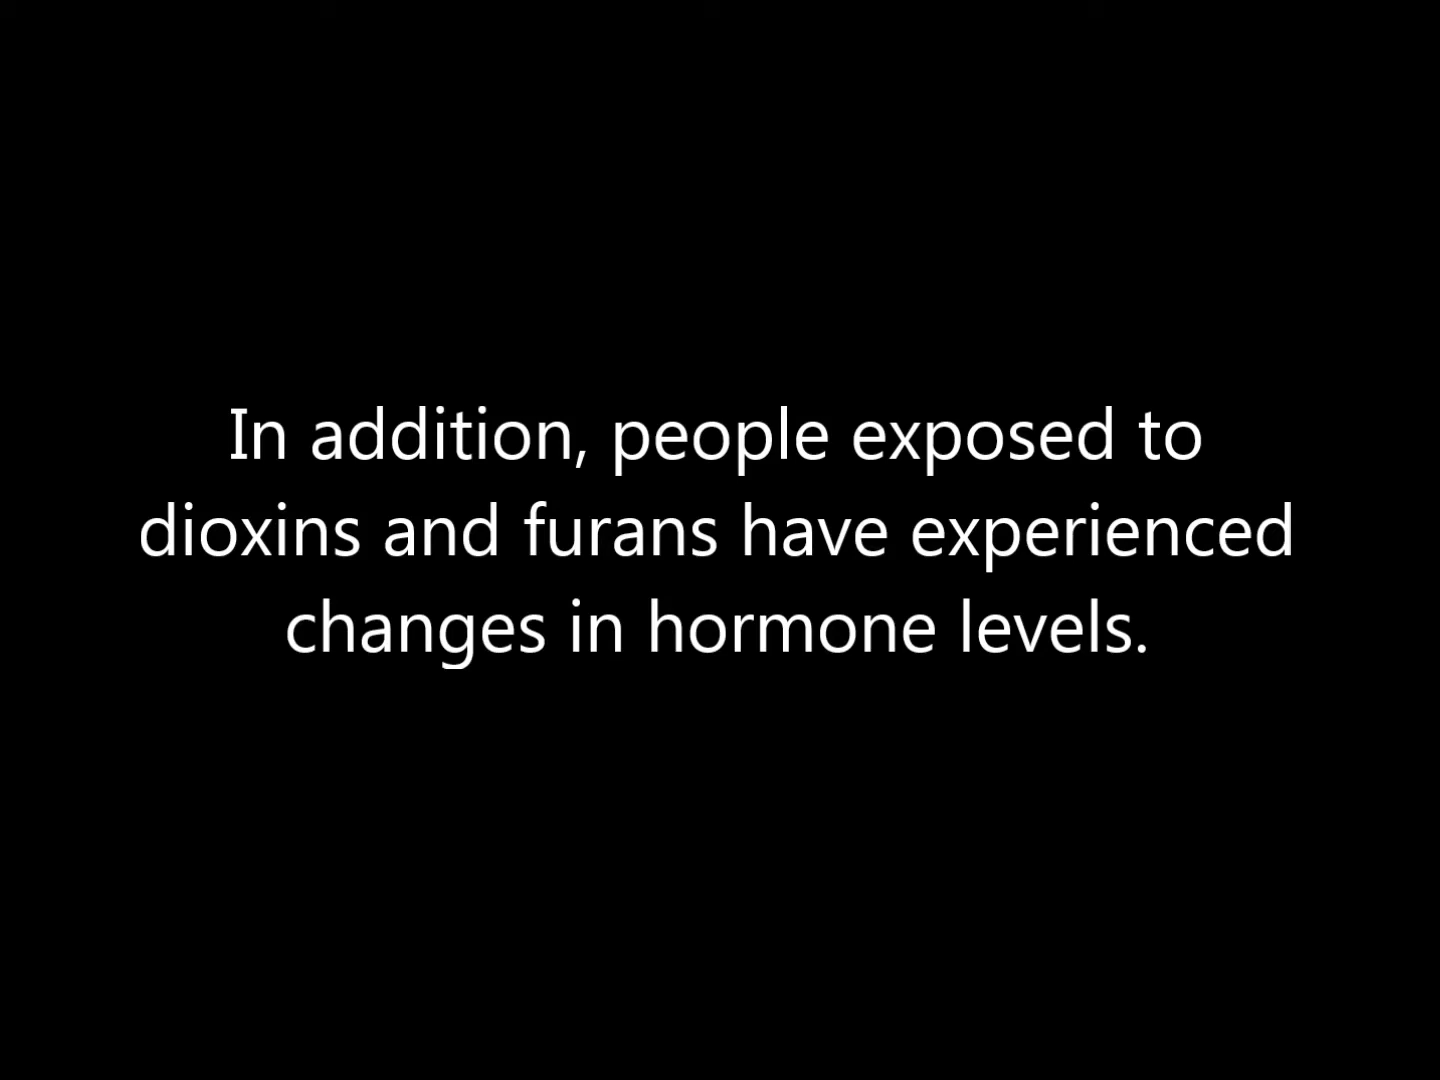 In addition, people exposed to
dioxins and furans have experienced
changes in hormone levels.